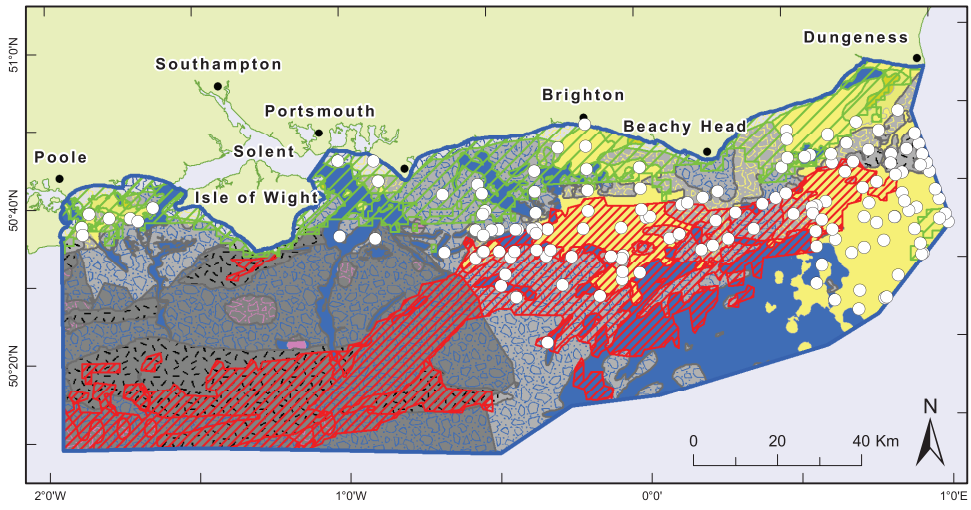 Dungeness
Southampton
Brighton
Portsmouth
Beachy Head
Solent
Poole
Isle of Wight
51°0'N
50°40'N
50°20'N
N
0 20 40 Km
2°0'W 1°0'W 0°0' 1°0'E